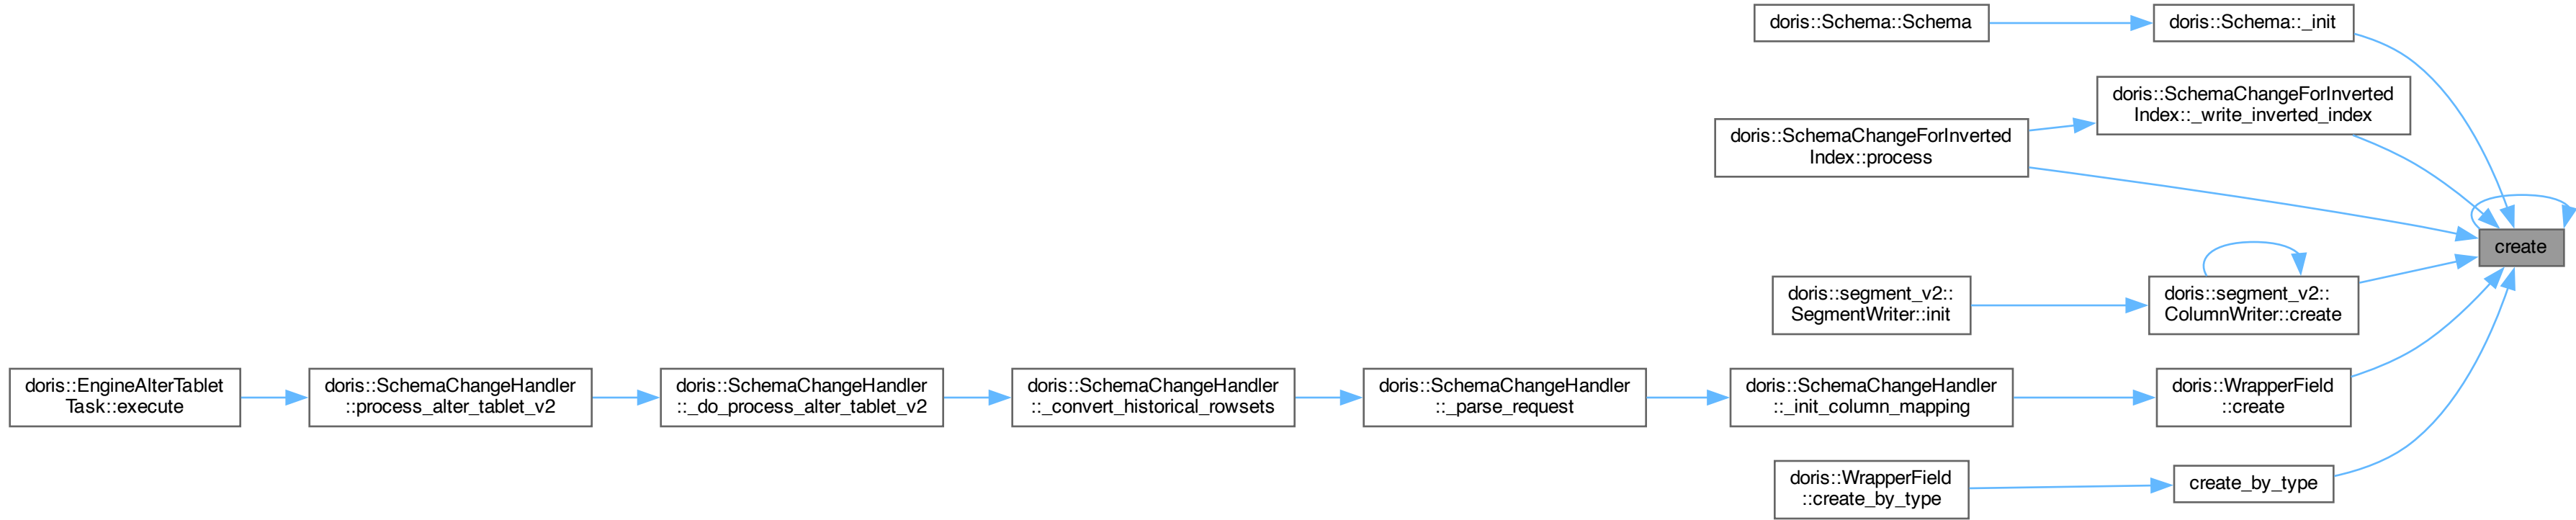 doris::Schema::Schema
doris::Schema::_init
doris::SchemaChangeForInverted
Index::_write_inverted_index
doris::SchemaChangeForInverted
Index::process
create
doris::segment_v2::
SegmentWriter::init
doris::segment_v2::
ColumnWriter::create
doris::EngineAlterTablet
Task::execute
doris::SchemaChangeHandler
::process_alter_tablet_v2
doris::SchemaChangeHandler
::_do_process_alter_tablet_v2
doris::SchemaChangeHandler
::_convert_historical_rowsets
doris::SchemaChangeHandler
::_parse_request
doris::SchemaChangeHandler
::_init_column_mapping
doris::WrapperField
::create
doris::WrapperField
::create_by_type
create_by_type